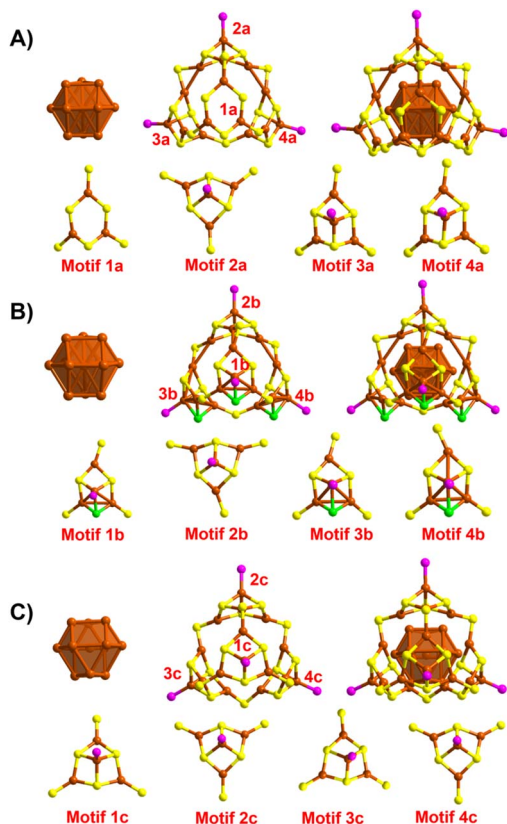 A)
2a
1a
3a
4a
Motif 1a
Motif 2a
Motif 3a
Motif 4a
B)
2b
1b
3b
4b
Motif 1b
Motif 2b
Motif 3b
Motif 4b
C)
2c
1c
3c
4c
Motif 1c
Motif 2c
Motif 3c
Motif 4c